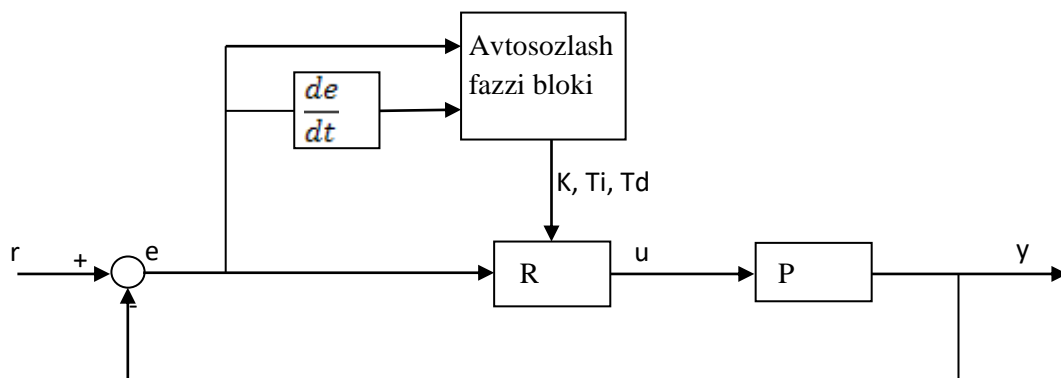 Avtosozlash
fazzi bloki
de
dt
K, Ti, Td
r
+
e
-
R
u
P
y